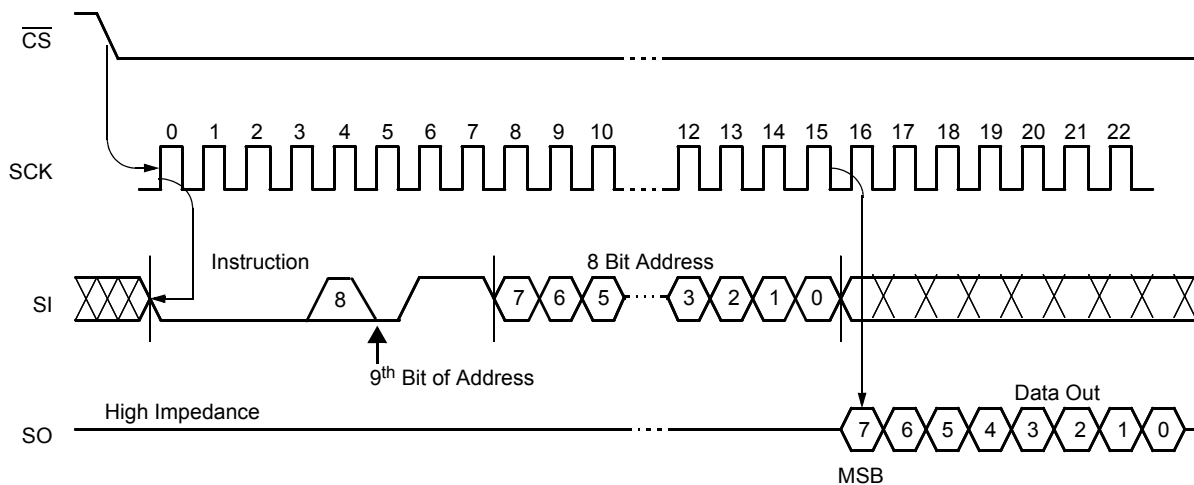 CS
0 1 2 3 4 5 6 7 8 9 10 12 13 14 15 16 17 18 19 20 21 22
SCK
Instruction 8 Bit Address
SI 8 7 6 5 3 2 1 0
9th Bit of Address
High Impedance Data Out
SO 7 6 5 4 3 2 1 0
MSB